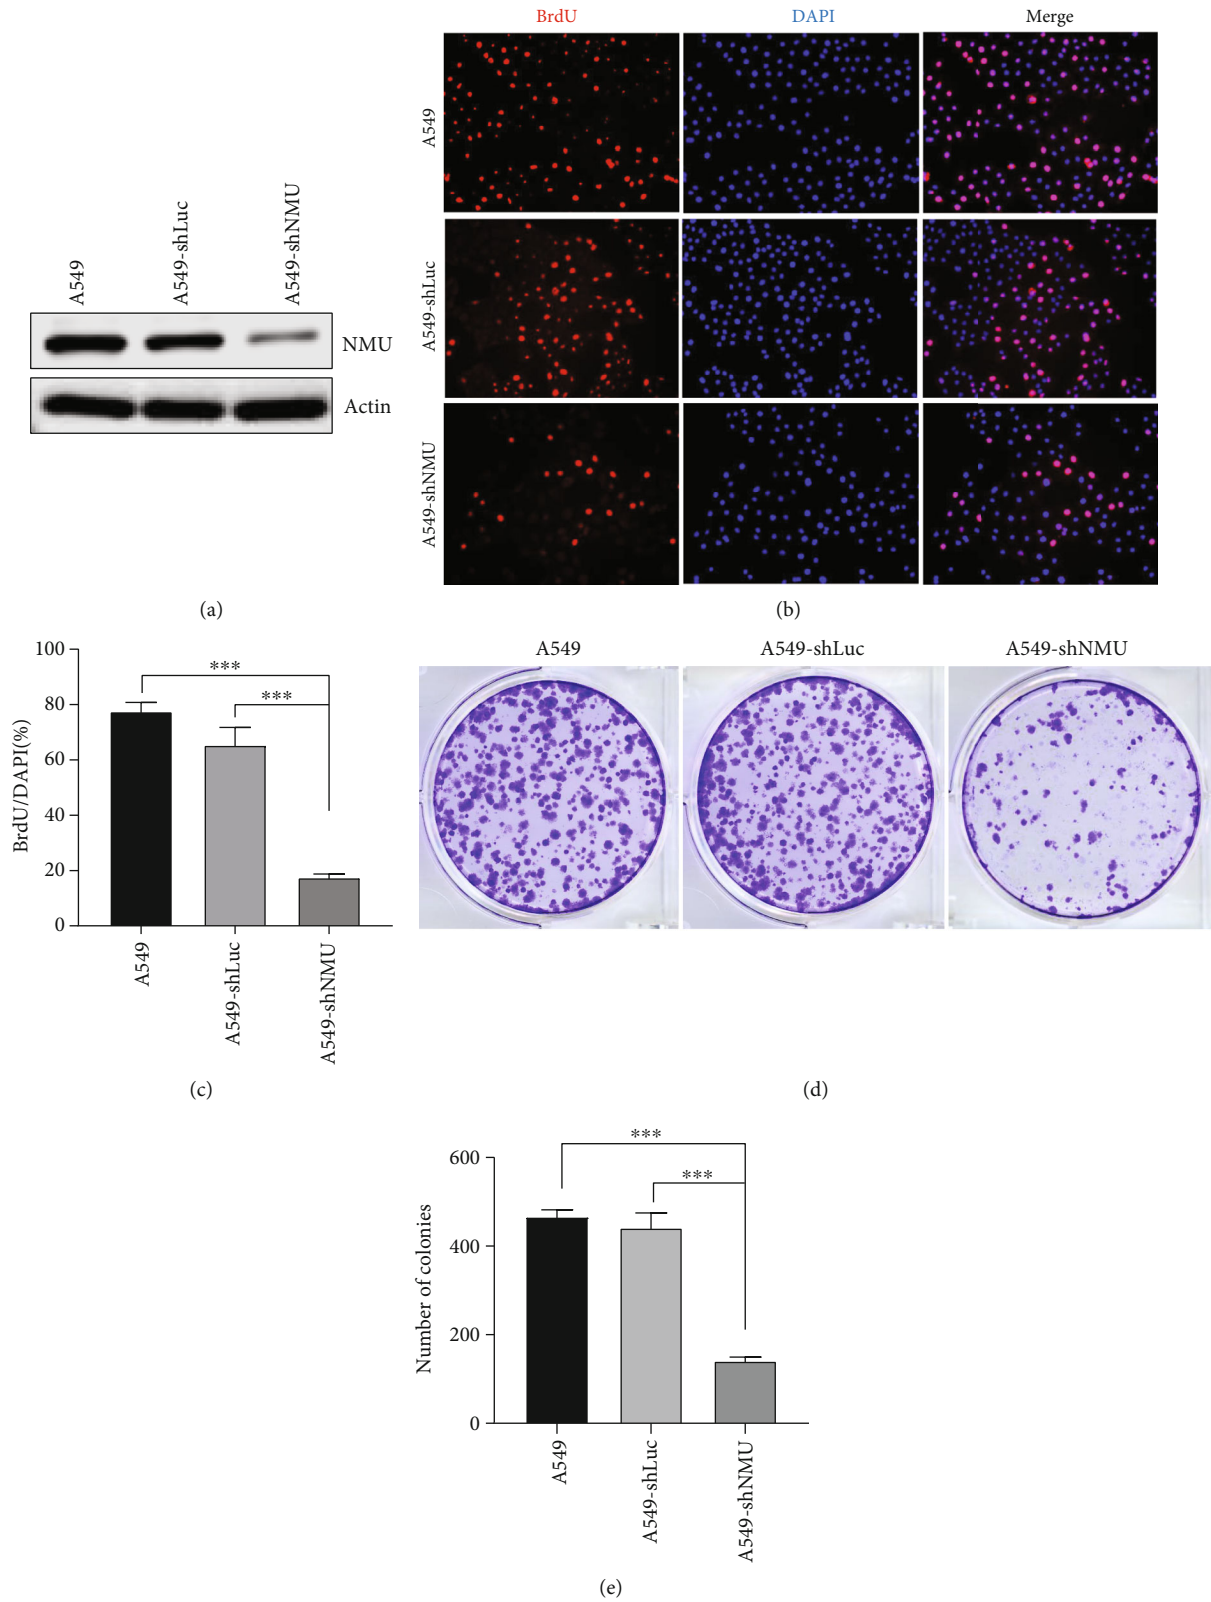 A549
A549-shLuc
A549-shNMU
NMU
Actin
(a)
BrdU
DAPI
Merge
A549
A549-shLuc
A549-shNMU
(b)
BrdU/DAPI(%)
100
80
60
40
20
0
***
***
A549
A549-shLuc
A549-shNMU
(c)
A549
A549-shLuc
A549-shNMU
(d)
Number of colonies
600
400
200
0
***
***
A549
A549-shLuc
A549-shNMU
(e)